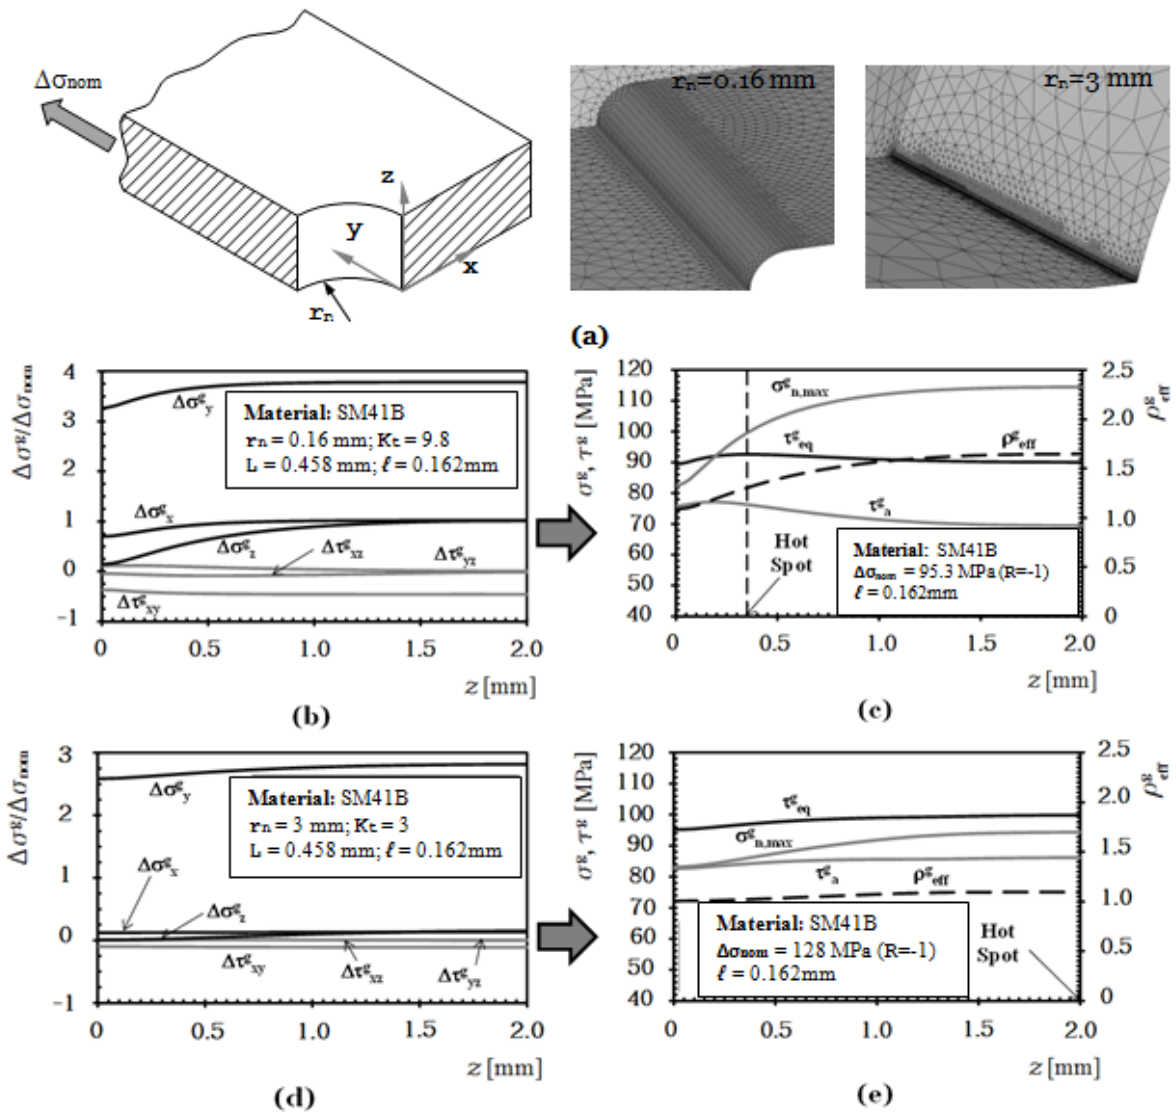 Δσnom
z
y
x
rn
rn=0.16 mm
rn=3 mm
(a)
Δσᵍ/Δσnom
4
3
2
1
0
-1
Δσᵍy
Material: SM41B
rn = 0.16 mm; Kt = 9.8
L = 0.458 mm; ℓ = 0.162mm
Δσᵍx
Δσᵍz
Δτᵍxz
Δτᵍyz
Δτᵍxy
0 0.5 1.0 1.5 2.0
z [mm]
(b)
σᵍ, τᵍ [MPa]
120
110
100
90
80
70
60
50
40
σᵍn,max
τᵍeq
ρᵍeff
τᵍa
Hot
Spot
Material: SM41B
Δσnom = 95.3 MPa (R=-1)
ℓ = 0.162mm
2.5
2.0
1.5
1.0
0.5
0
ρᵍeff
0 0.5 1.0 1.5 2.0
z [mm]
(c)
Δσᵍ/Δσnom
3
2
1
0
-1
Δσᵍy
Material: SM41B
rn = 3 mm; Kt = 3
L = 0.458 mm; ℓ = 0.162mm
Δσᵍx
Δσᵍz
Δτᵍxy
Δτᵍxz
Δτᵍyz
0 0.5 1.0 1.5 2.0
z [mm]
(d)
σᵍ, τᵍ [MPa]
120
110
100
90
80
72
60
50
40
τᵍeq
σᵍn,max
τᵍa
ρᵍeff
Material: SM41B
Δσnom = 128 MPa (R=-1)
ℓ = 0.162mm
Hot
Spot
2.5
2.0
1.5
1.0
0.5
0
ρᵍeff
0 0.5 1.0 1.5 2.0
z [mm]
(e)